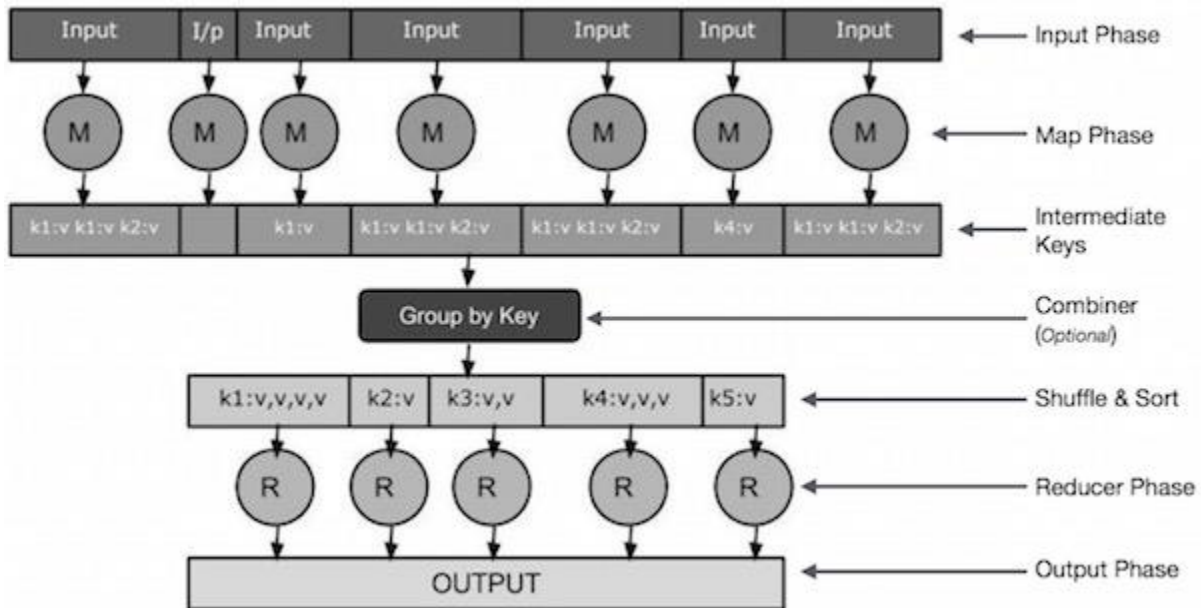 Input I/p Input Input Input Input Input
Input Phase
M M M M M M M
Map Phase
k1:v k1:v k2:v k1:v k1:v k1:v k2:v k1:v k1:v k2:v k4:v k1:v k1:v k2:v
Intermediate
Keys
Group by Key
Combiner
(Optional)
k1:v,v,v,v k2:v k3:v,v k4:v,v,v k5:v
Shuffle & Sort
R R R R R
Reducer Phase
OUTPUT
Output Phase